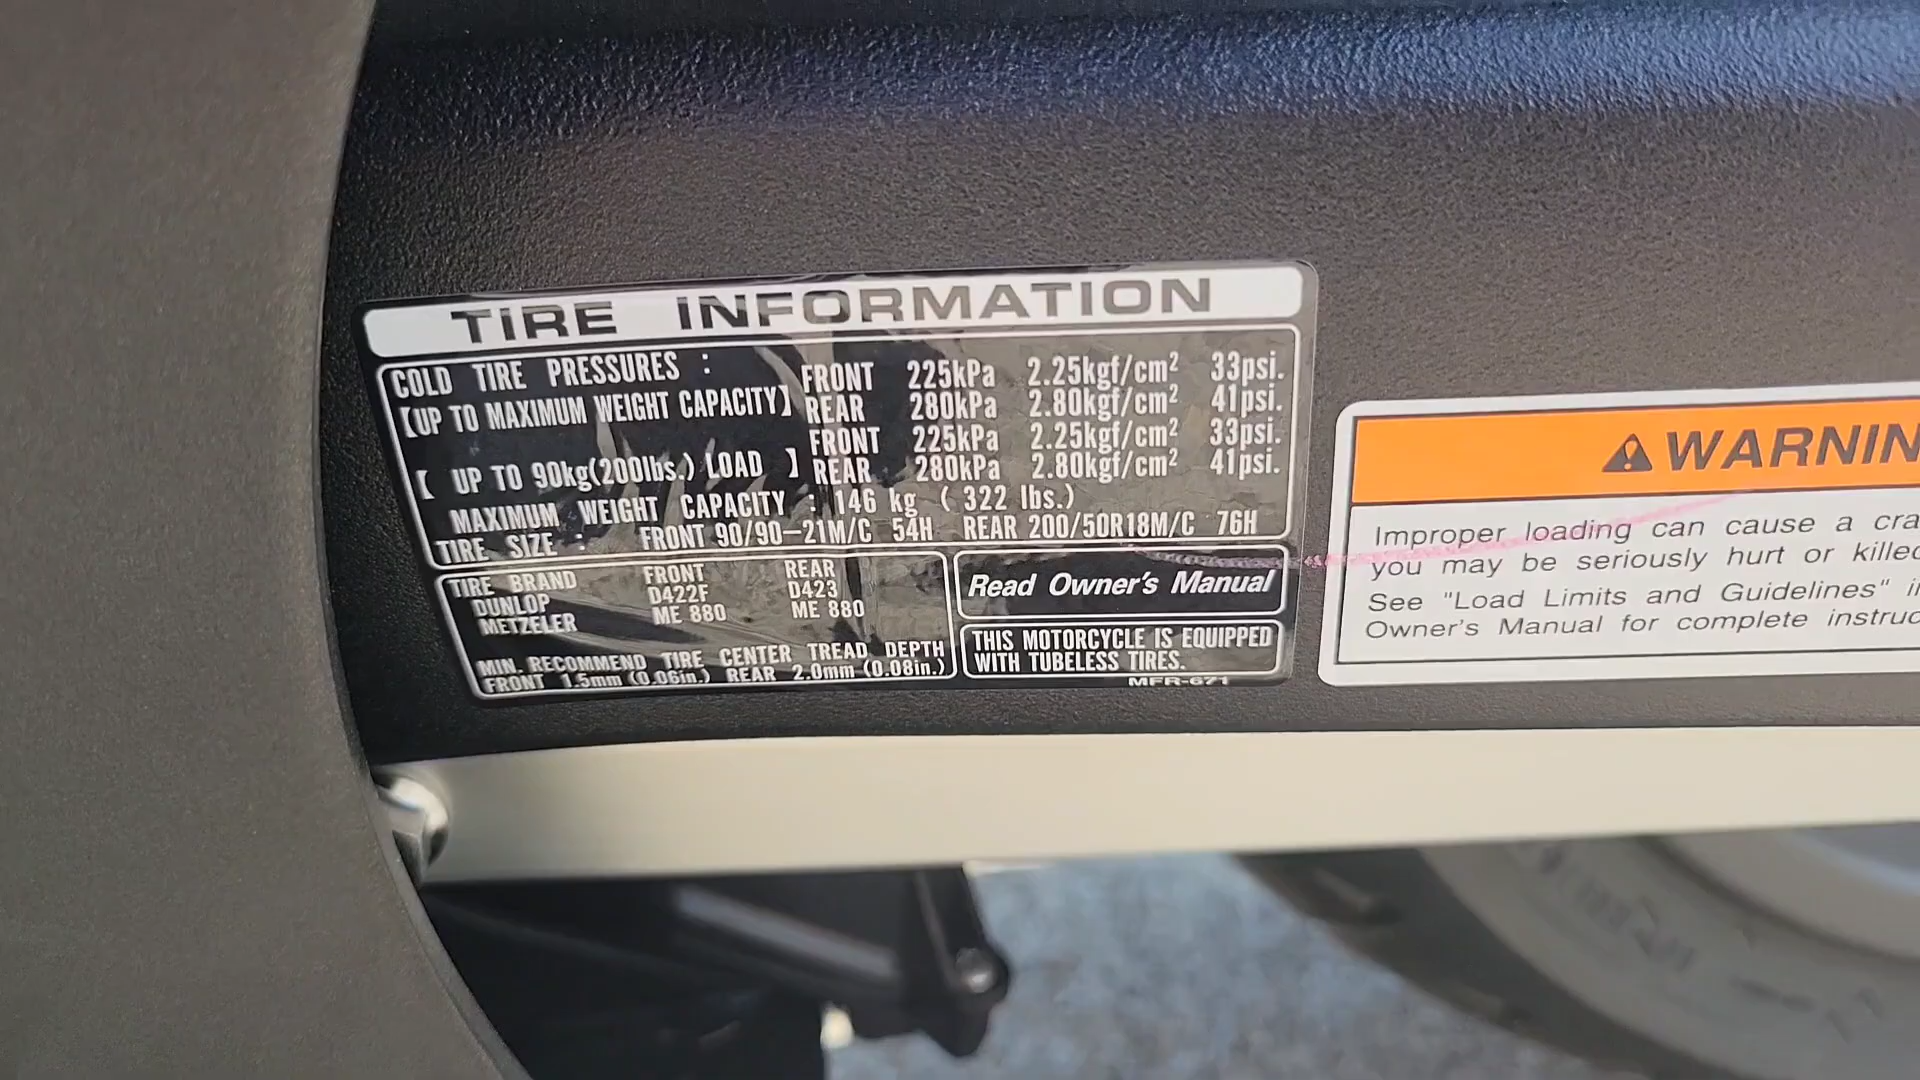 TIRE INFORMATION
COLD TIRE PRESSURES :
[UP TO MAXIMUM WEIGHT CAPACITY] FRONT 225kPa 2.25kgf/cm² 33psi.
REAR 280kPa 2.80kgf/cm² 41psi.
[ UP TO 90kg(200lbs.) LOAD ] FRONT 225kPa 2.25kgf/cm² 33psi.
REAR 280kPa 2.80kgf/cm² 41psi.
MAXIMUM WEIGHT CAPACITY : 146 kg ( 322 lbs.)
TIRE SIZE : FRONT 90/90–21M/C 54H REAR 200/50R18M/C 76H
TIRE BRAND FRONT REAR
DUNLOP D422F D423
METZELER ME 880 ME 880
MIN. RECOMMEND TIRE CENTER TREAD DEPTH
FRONT 1.5mm (0.06in.) REAR 2.0mm (0.08in.)
Read Owner's Manual
THIS MOTORCYCLE IS EQUIPPED
WITH TUBELESS TIRES.
MFR-671
WARNIN
Improper loading can cause a cra
you may be seriously hurt or killed
See "Load Limits and Guidelines" i
Owner's Manual for complete instruc